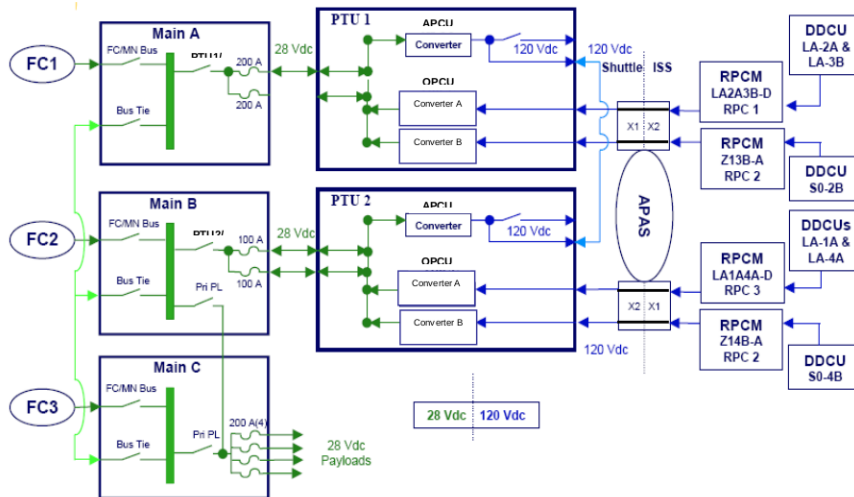 Main A
FC1
FC/MN Bus
PTU1/
200 A
200 A
Bus Tie
28 Vdc
PTU 1
APCU
Converter
120 Vdc
120 Vdc
OPCU
Converter A
Converter B
Shuttle
ISS
X1
X2
RPCM
LA2A3B-D
RPC 1
DDCU
LA-2A &
LA-3B
RPCM
Z13B-A
RPC 2
DDCU
S0-2B
APAS
Main B
FC2
FC/MN Bus
PTU2/
100 A
100 A
Bus Tie
Pri PL
28 Vdc
PTU 2
APCU
Converter
120 Vdc
OPCU
Converter A
Converter B
120 Vdc
X2
X1
RPCM
LA1A4A-D
RPC 3
DDCUs
LA-1A &
LA-4A
RPCM
Z14B-A
RPC 2
DDCU
S0-4B
Main C
FC3
FC/MN Bus
Bus Tie
Pri PL
200 A(4)
28 Vdc
Payloads
28 Vdc
120 Vdc